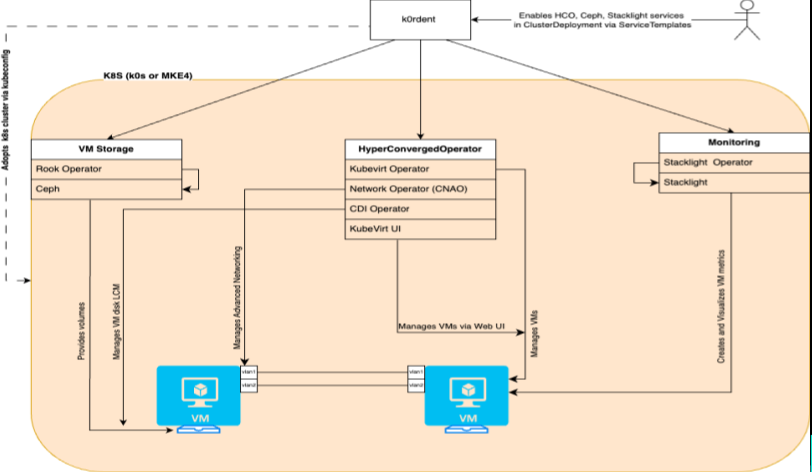 k0rdent
Enables HCO, Ceph, Stacklight services
in ClusterDeployment via ServiceTemplates
Adopts k8s cluster via kubeconfig
K8S (k0s or MKE4)
VM Storage
Rook Operator
Ceph
HyperConvergedOperator
Kubevirt Operator
Network Operator (CNAO)
CDI Operator
KubeVirt UI
Monitoring
Stacklight Operator
Stacklight
Provides volumes
Manages VM disk LCM
Manages Advanced Networking
Manages VMs via Web UI
Manages VMs
Creates and Visualizes VM metrics
vlan1
vlan1
VM
VM